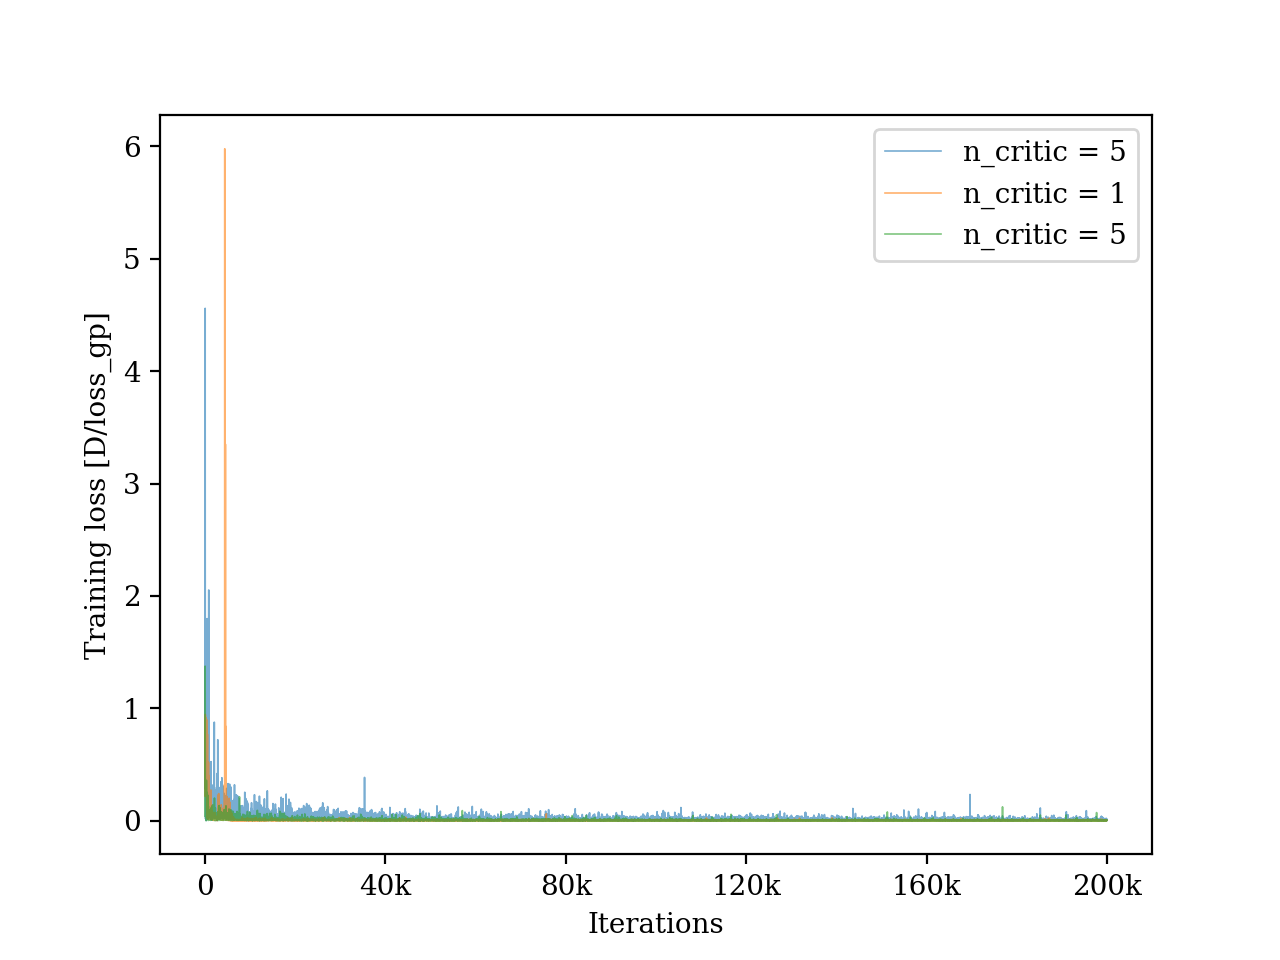 n_critic = 5
n_critic = 1
n_critic = 5
Training loss [D/loss_gp]
6
5
4
3
2
1
0
0 40k 80k 120k 160k 200k
Iterations